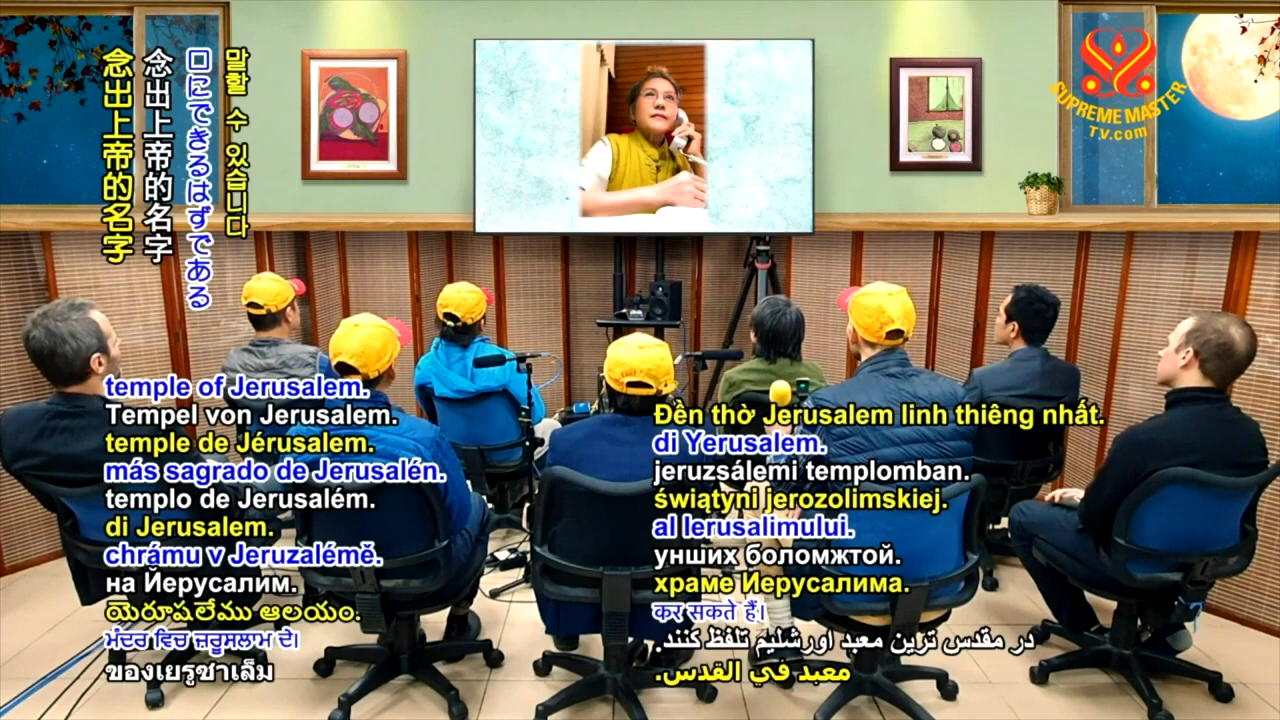 말할 수 있습니다
口にできるはずである
念出上帝的名字
念出上帝的名字
SUPREME MASTER
TV.com
temple of Jerusalem.
Tempel von Jerusalem.
temple de Jérusalem.
más sagrado de Jerusalén.
templo de Jerusalém.
di Jerusalem.
chrámu v Jeruzalémě.
на Йерусалим.
యెరూషలేము ఆలయం.
ਮੰਦਰ ਵਿਚ ਜ਼ਰੂਸਲਾਮ ਦੇ।
ของเยรูซาเล็ม
Đền thờ Jerusalem linh thiêng nhất.
di Yerusalem.
jeruzsálemi templomban.
świątyni jerozolimskiej.
al Ierusalimului.
унших боломжтой.
храме Иерусалима.
कर सकते हैं।
در مقدس ترین معبد اورشلیم تلفظ کنند.
معبد في القدس.